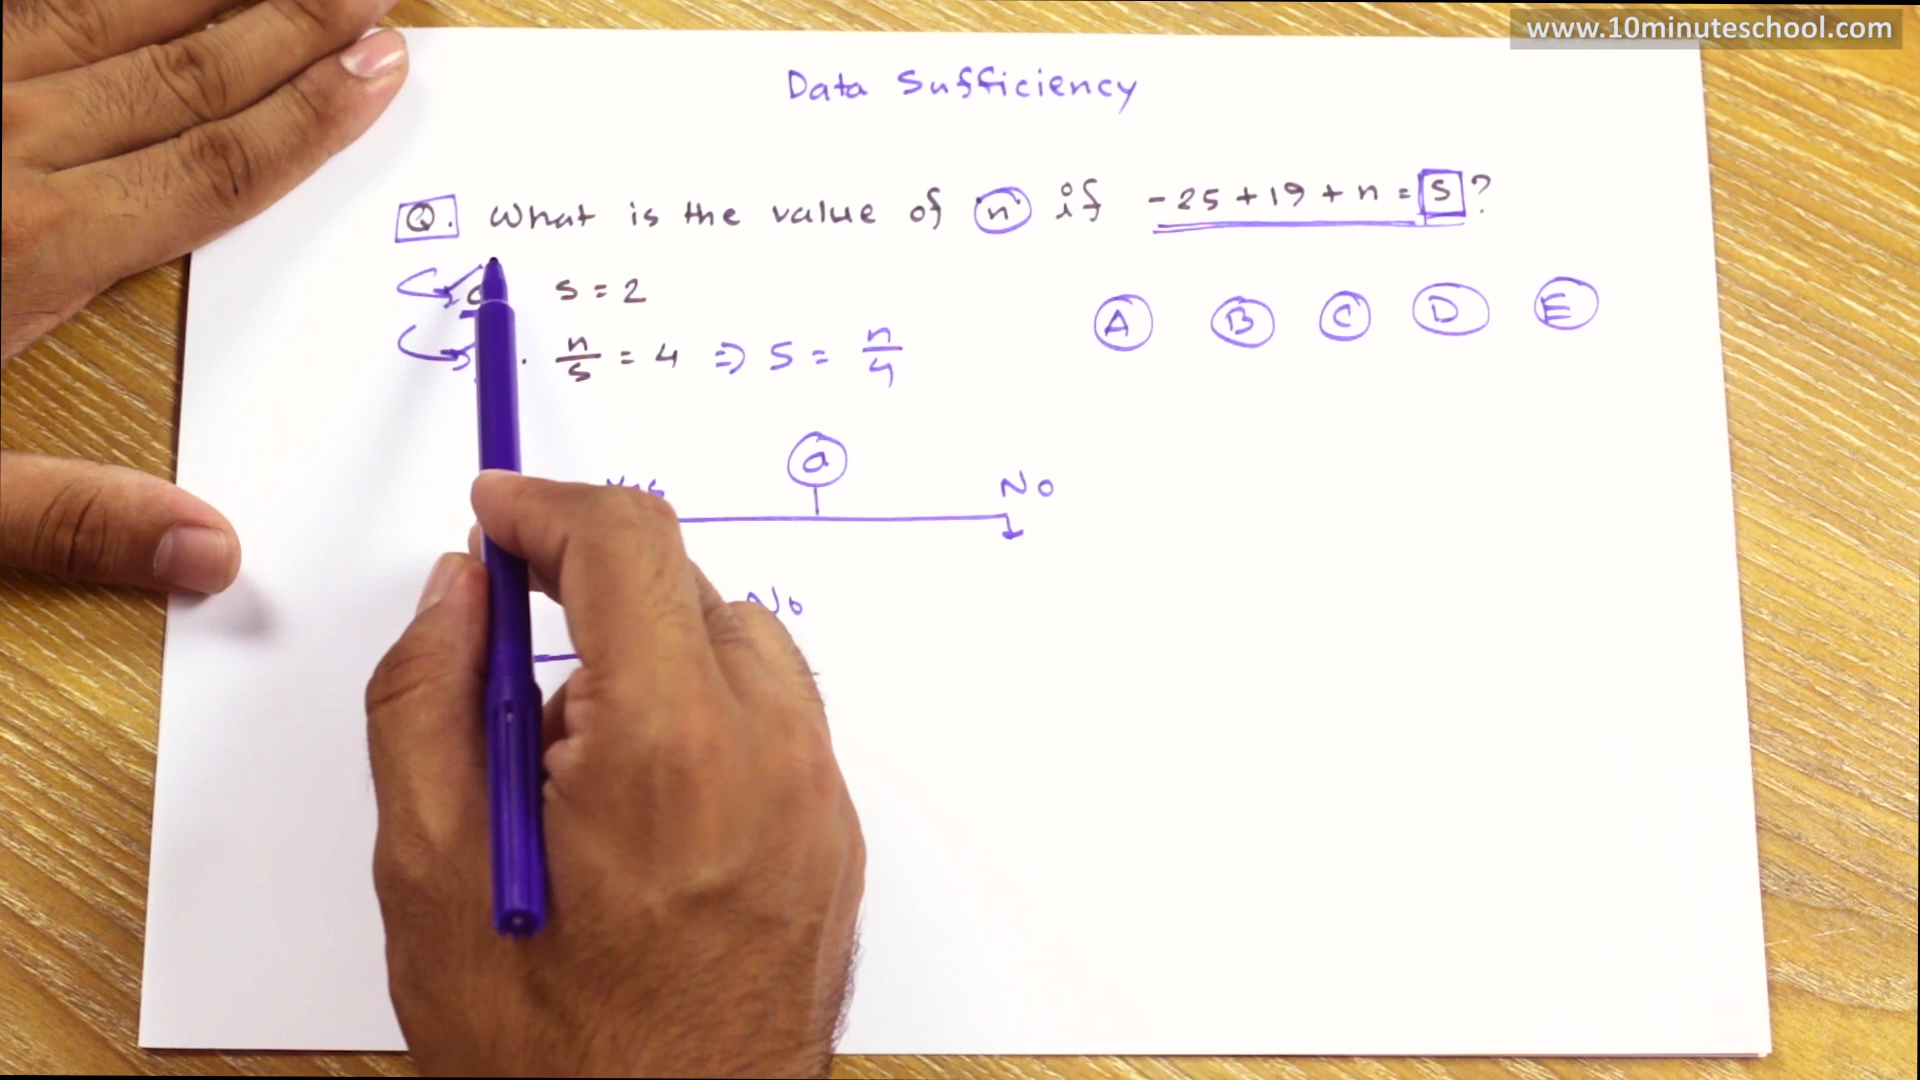 www.10minuteschool.com
Data Sufficiency
Q. What is the value of n if -25+19+n=S?
s = 2
n/s = 4 ⇒ S = n/4
A B C D E
a
No
No